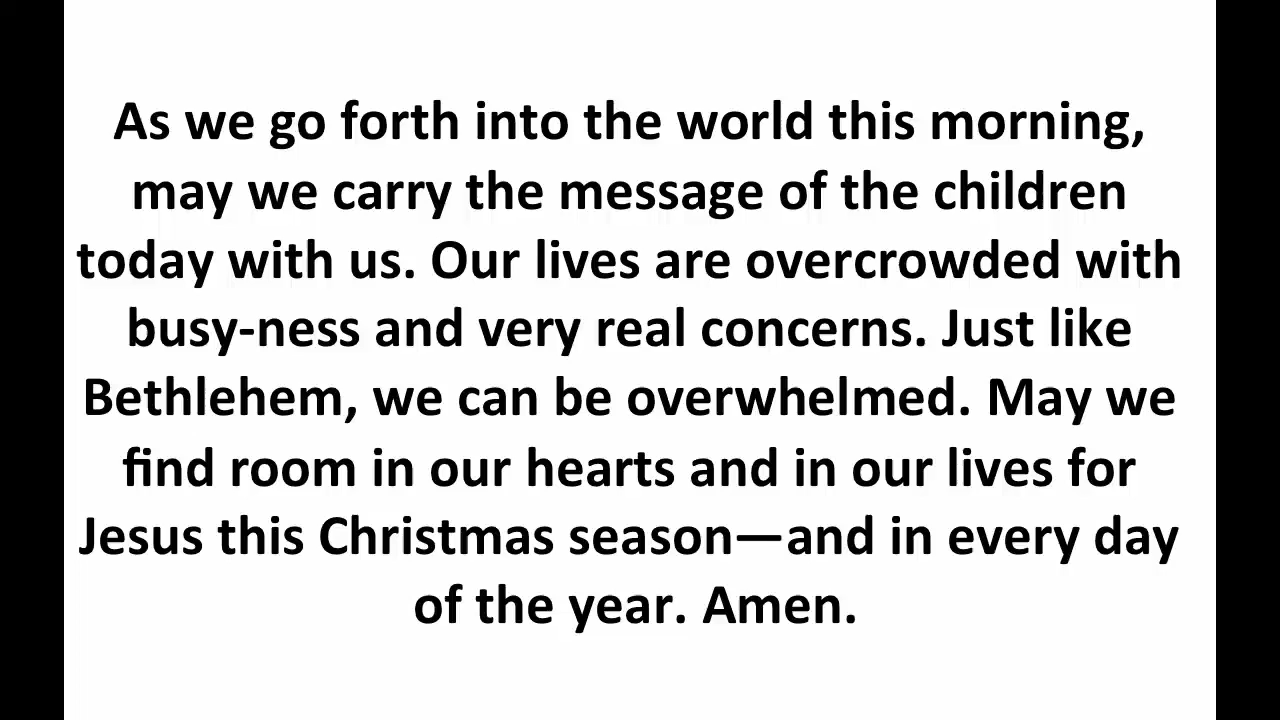 As we go forth into the world this morning,
may we carry the message of the children
today with us. Our lives are overcrowded with
busy-ness and very real concerns. Just like
Bethlehem, we can be overwhelmed. May we
find room in our hearts and in our lives for
Jesus this Christmas season—and in every day
of the year. Amen.